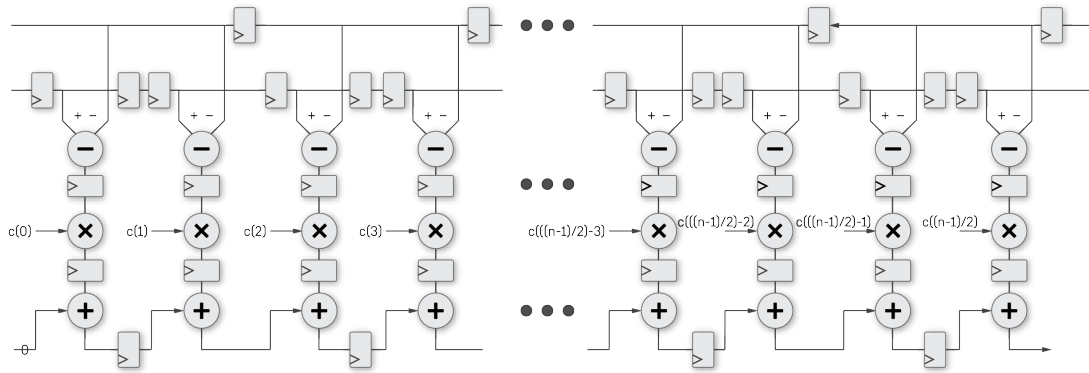 + − + − + − + − + − + − + − + −
c(0) c(1) c(2) c(3) c(((n-1)/2)-3) c(((n-1)/2)-2) c(((n-1)/2)-1) c((n-1)/2)
0